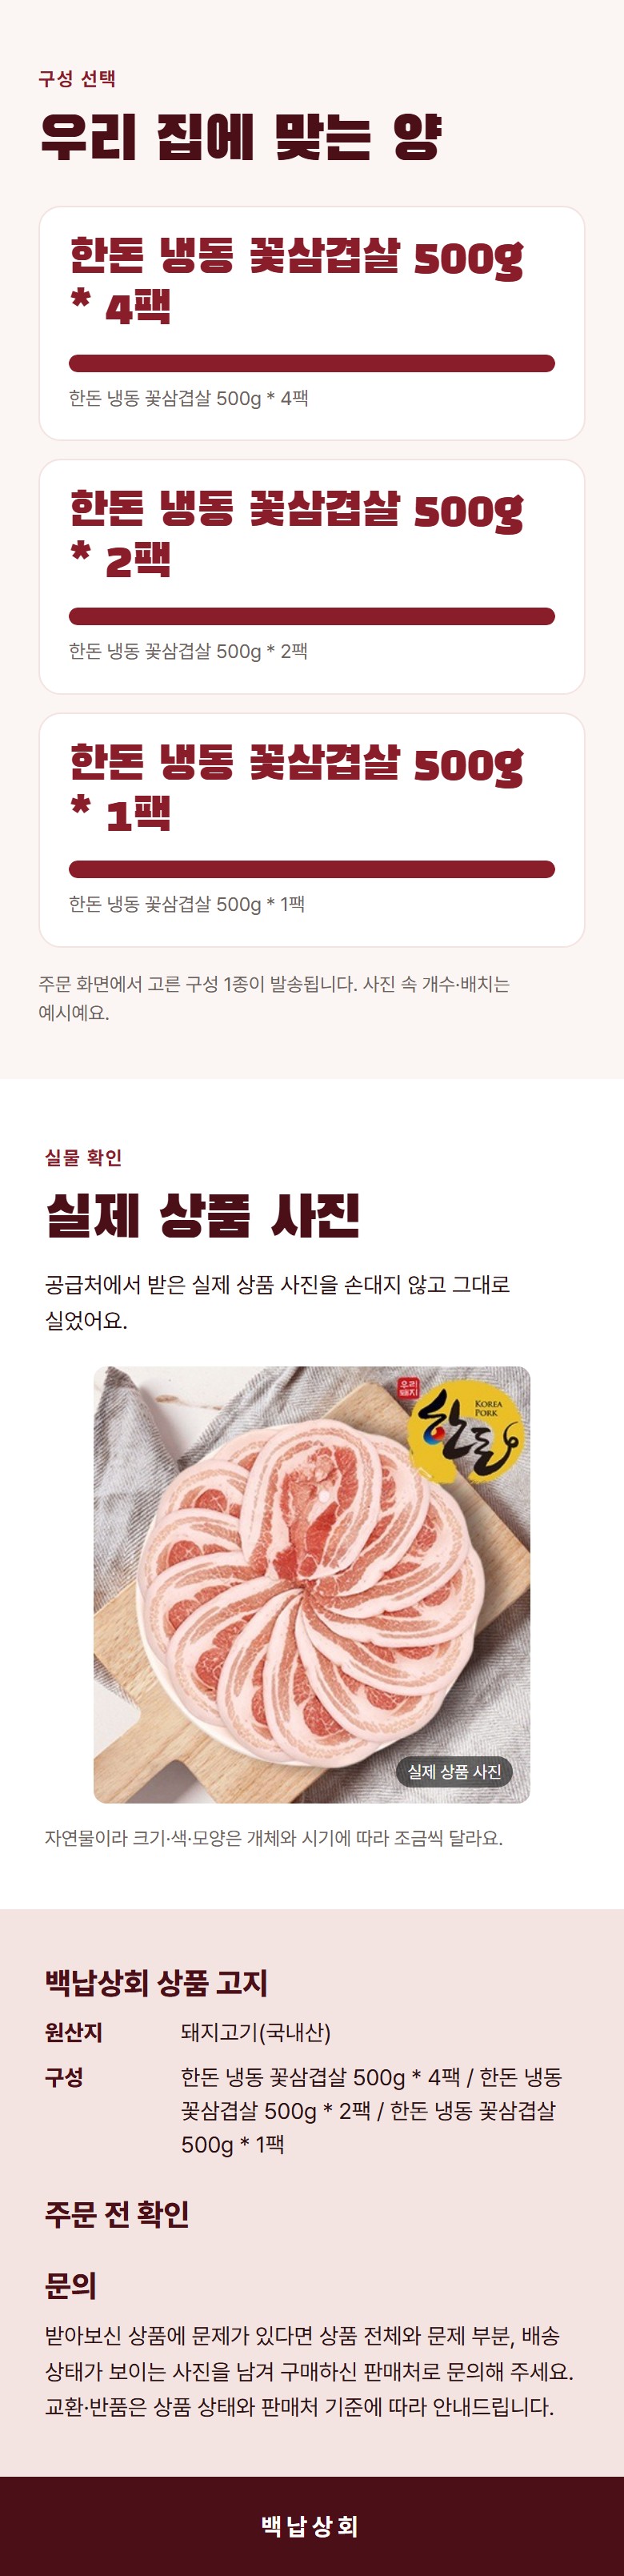 구성 선택
우리 집에 맞는 양
한돈 냉동 꽃삼겹살 500g
* 4팩
한돈 냉동 꽃삼겹살 500g * 4팩
한돈 냉동 꽃삼겹살 500g
* 2팩
한돈 냉동 꽃삼겹살 500g * 2팩
한돈 냉동 꽃삼겹살 500g
* 1팩
한돈 냉동 꽃삼겹살 500g * 1팩
주문 화면에서 고른 구성 1종이 발송됩니다. 사진 속 개수·배치는
예시예요.
실물 확인
실제 상품 사진
공급처에서 받은 실제 상품 사진을 손대지 않고 그대로
실었어요.
우리
돼지
KOREA
PORK
한돈
실제 상품 사진
자연물이라 크기·색·모양은 개체와 시기에 따라 조금씩 달라요.
백납상회 상품 고지
원산지 돼지고기(국내산)
구성 한돈 냉동 꽃삼겹살 500g * 4팩 / 한돈 냉동
꽃삼겹살 500g * 2팩 / 한돈 냉동 꽃삼겹살
500g * 1팩
주문 전 확인
문의
받아보신 상품에 문제가 있다면 상품 전체와 문제 부분, 배송
상태가 보이는 사진을 남겨 구매하신 판매처로 문의해 주세요.
교환·반품은 상품 상태와 판매처 기준에 따라 안내드립니다.
백납상회